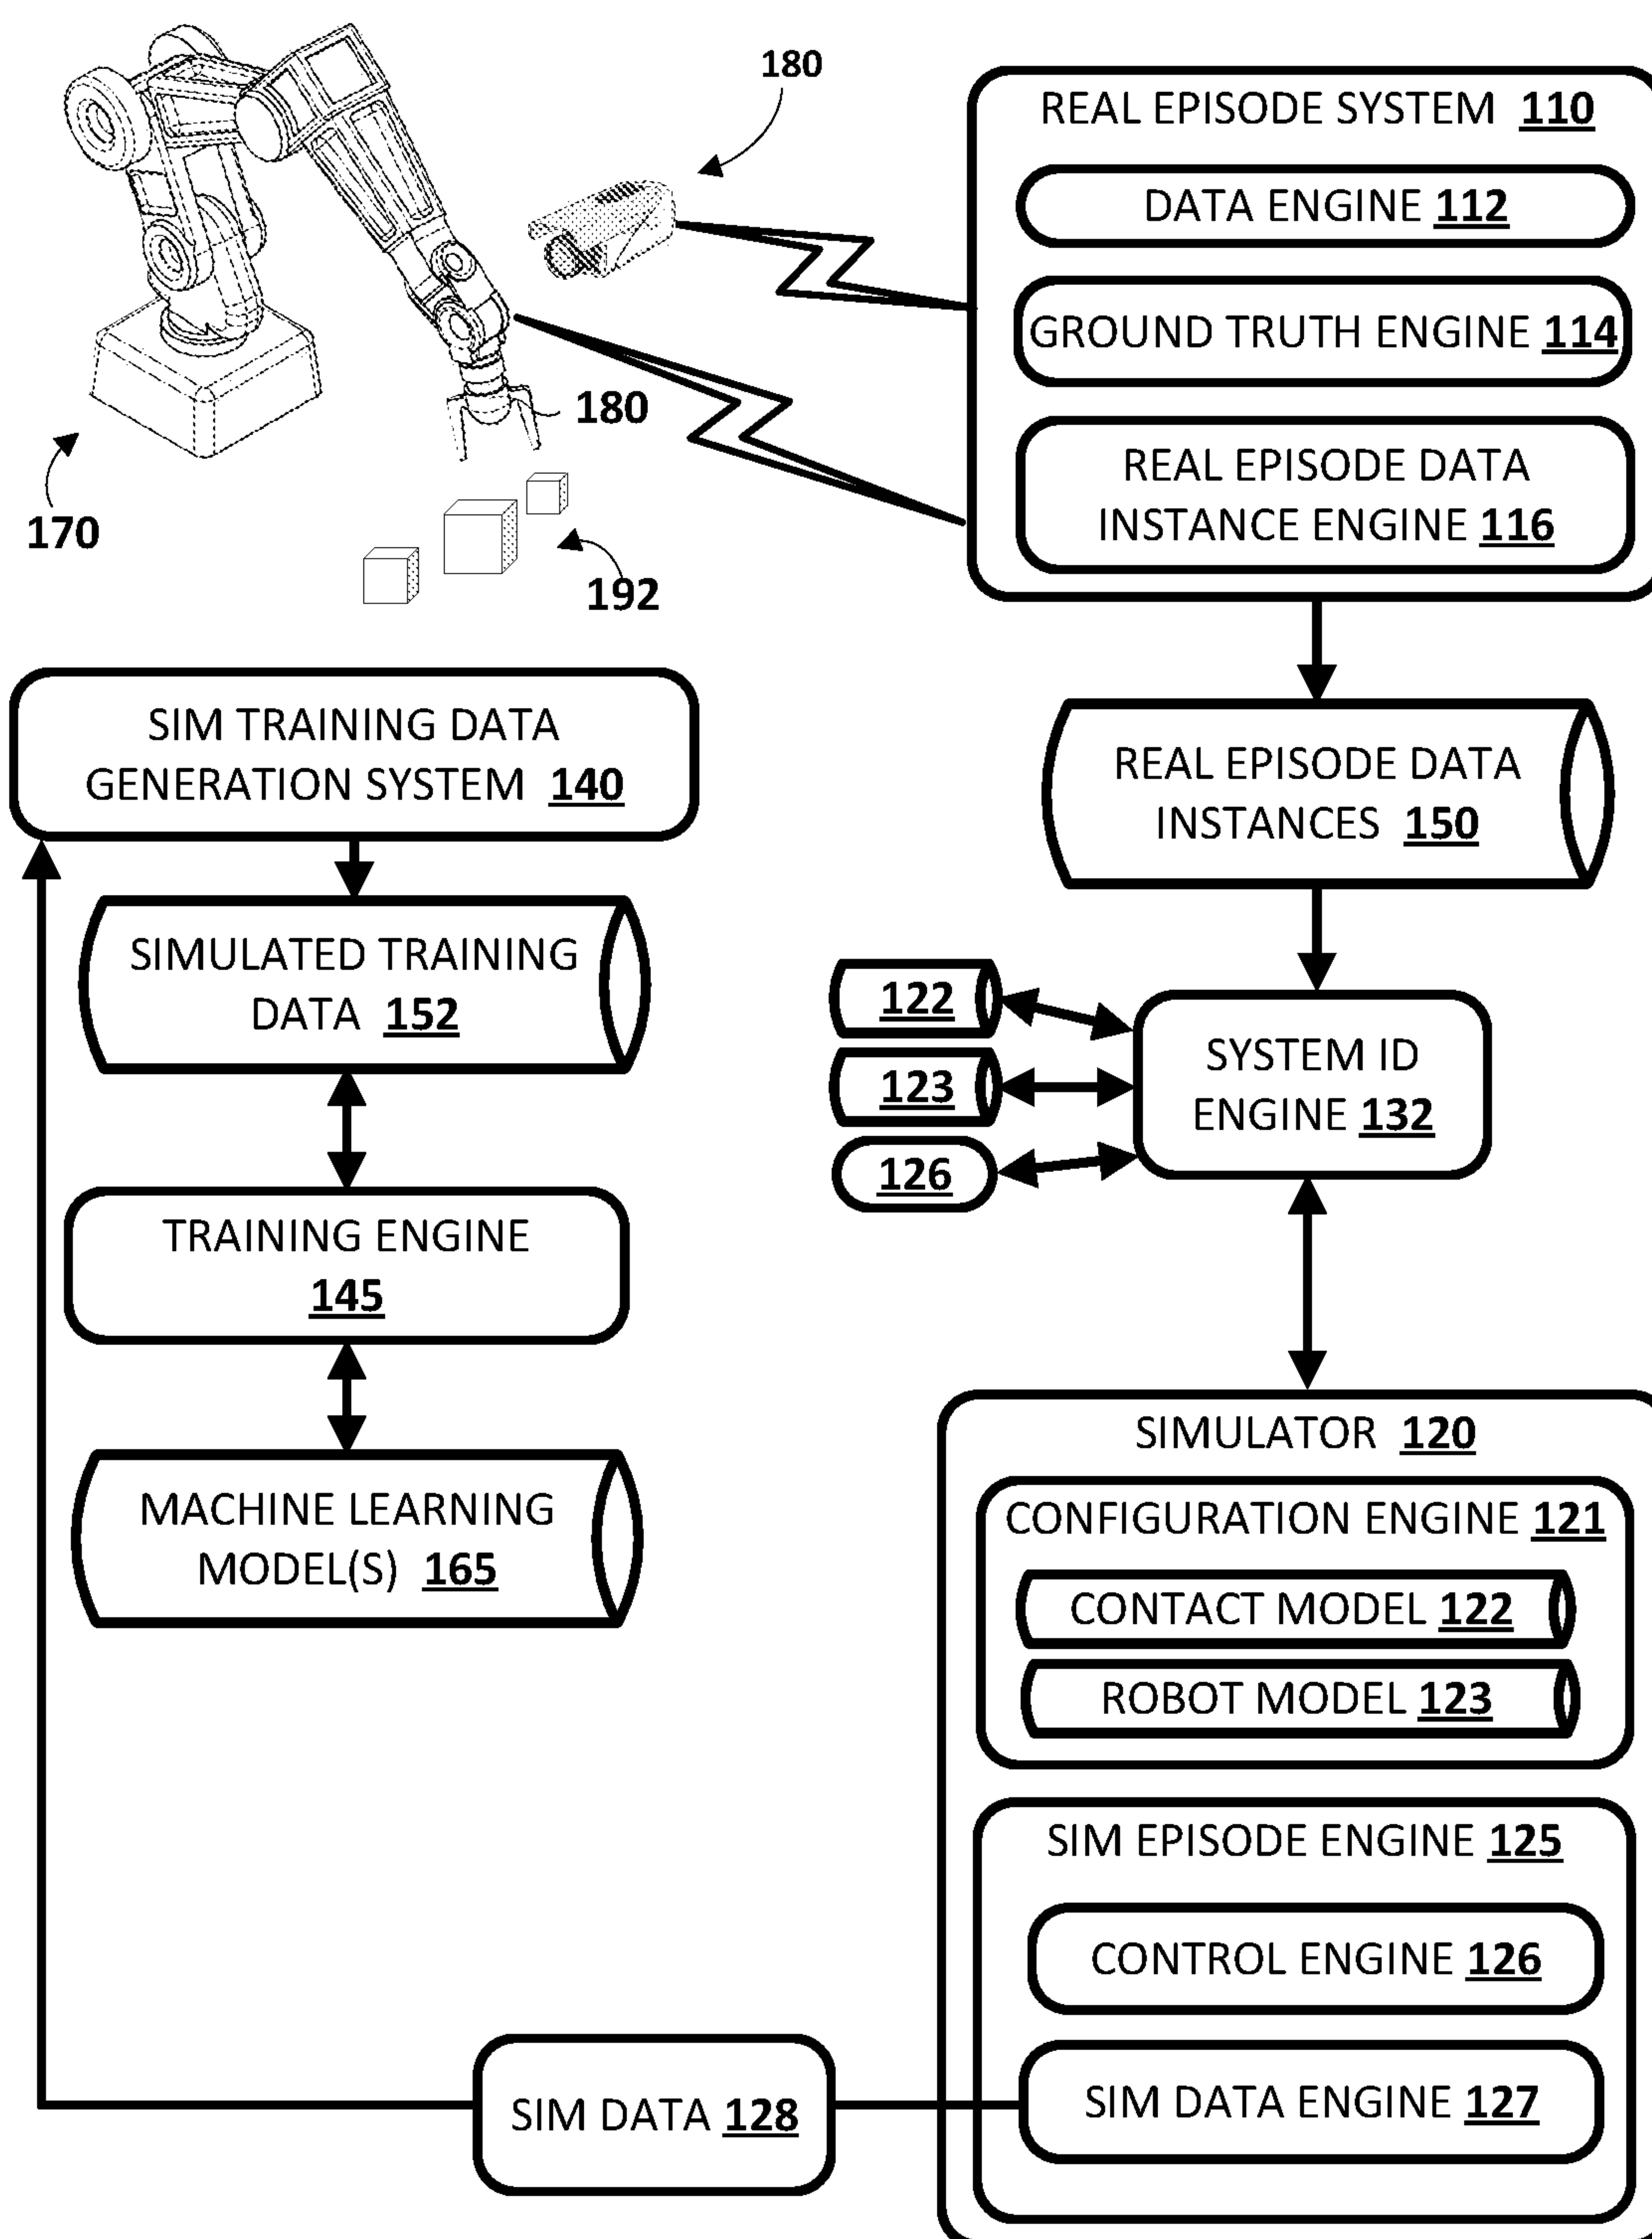 180
REAL EPISODE SYSTEM 110
DATA ENGINE 112
GROUND TRUTH ENGINE 114
REAL EPISODE DATA
INSTANCE ENGINE 116
180
170
192
REAL EPISODE DATA
INSTANCES 150
SIM TRAINING DATA
GENERATION SYSTEM 140
SIMULATED TRAINING
DATA 152
TRAINING ENGINE
145
MACHINE LEARNING
MODEL(S) 165
122
123
126
SYSTEM ID
ENGINE 132
SIMULATOR 120
CONFIGURATION ENGINE 121
CONTACT MODEL 122
ROBOT MODEL 123
SIM EPISODE ENGINE 125
CONTROL ENGINE 126
SIM DATA ENGINE 127
SIM DATA 128